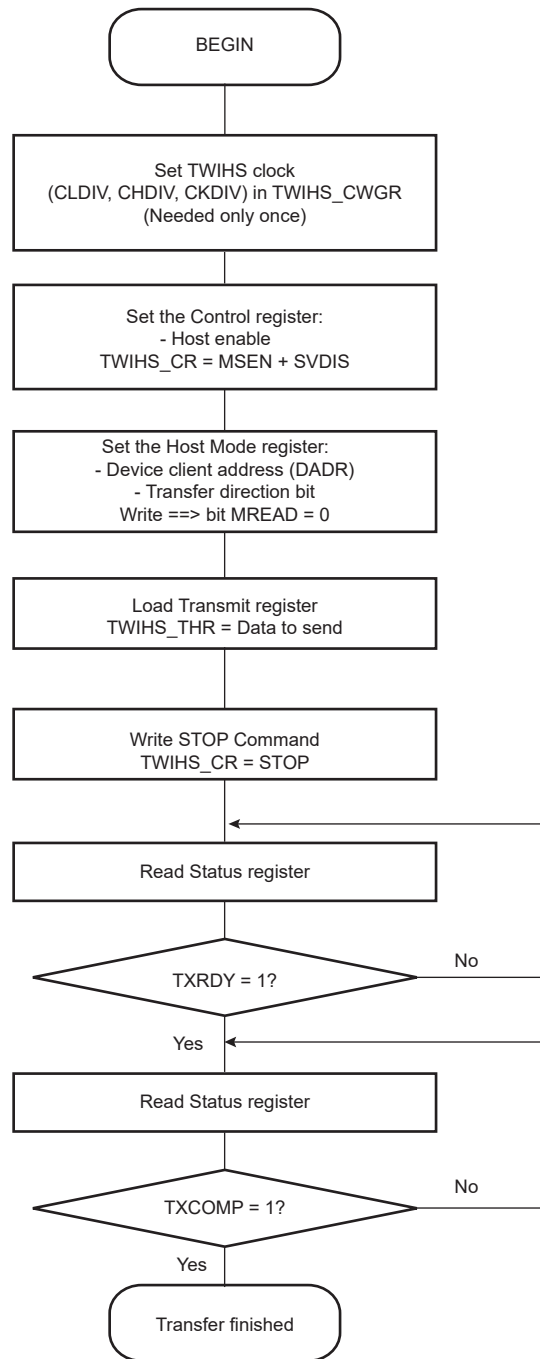 BEGIN
Set TWIHS clock
(CLDIV, CHDIV, CKDIV) in TWIHS_CWGR
(Needed only once)
Set the Control register:
- Host enable
TWIHS_CR = MSEN + SVDIS
Set the Host Mode register:
- Device client address (DADR)
- Transfer direction bit
Write ==> bit MREAD = 0
Load Transmit register
TWIHS_THR = Data to send
Write STOP Command
TWIHS_CR = STOP
Read Status register
TXRDY = 1?
No
Yes
Read Status register
TXCOMP = 1?
No
Yes
Transfer finished